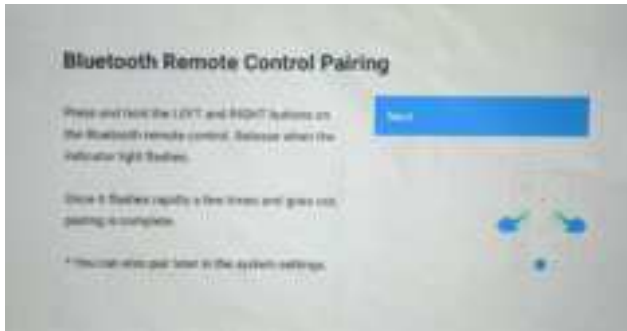 Bluetooth Remote Control Pairing
Press and hold the LEFT and RIGHT buttons on
the Bluetooth remote control. Release when the
indicator light flashes.
Next
Once it flashes rapidly a few times and goes out,
pairing is complete.
* You can also pair later in the system settings.